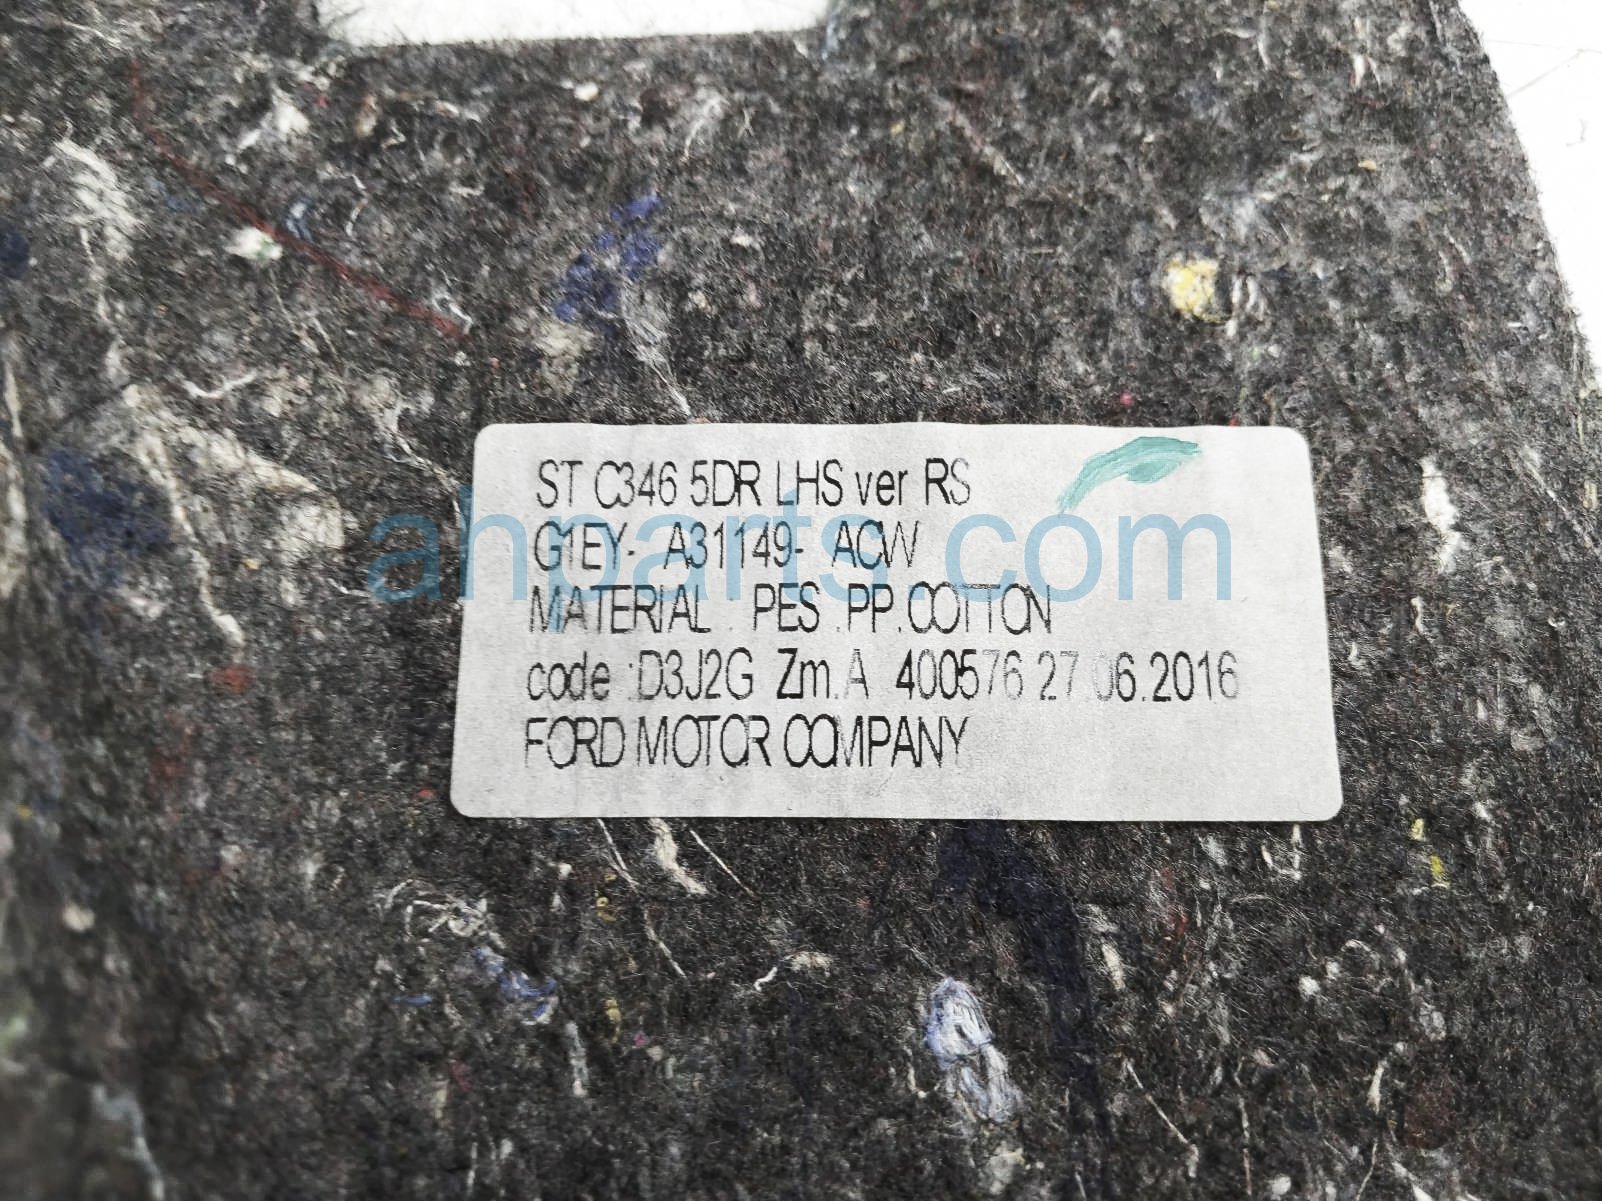 ST C346 5DR LHS ver RS
G1EY- A31149- ACW
MATERIAL . PES .PP.COTTON
code :D3J2G Zm.A 400576 27.06.2016
FORD MOTOR COMPANY
ahparts.com